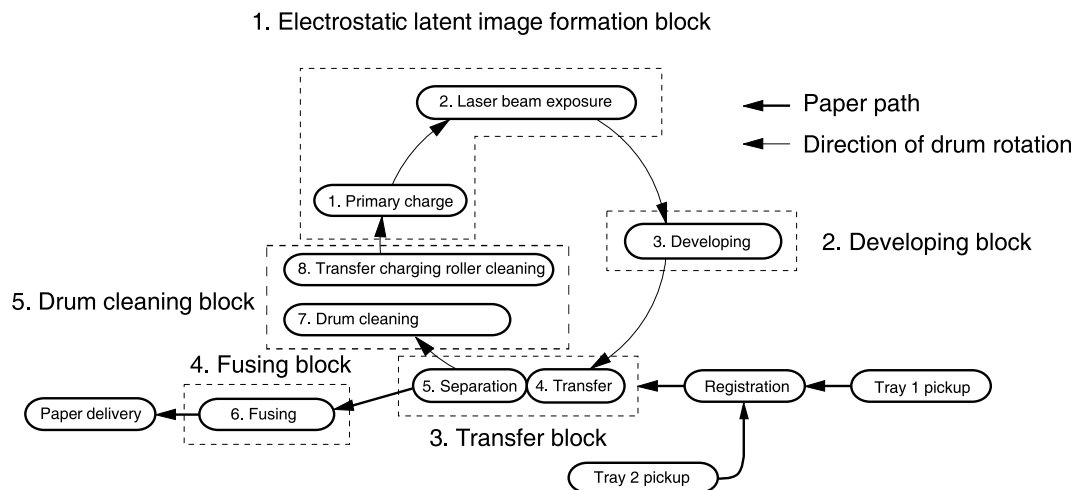 1. Electrostatic latent image formation block
2. Laser beam exposure
Paper path
Direction of drum rotation
1. Primary charge
3. Developing
2. Developing block
8. Transfer charging roller cleaning
5. Drum cleaning block
7. Drum cleaning
4. Fusing block
5. Separation
4. Transfer
Registration
Tray 1 pickup
Paper delivery
6. Fusing
3. Transfer block
Tray 2 pickup